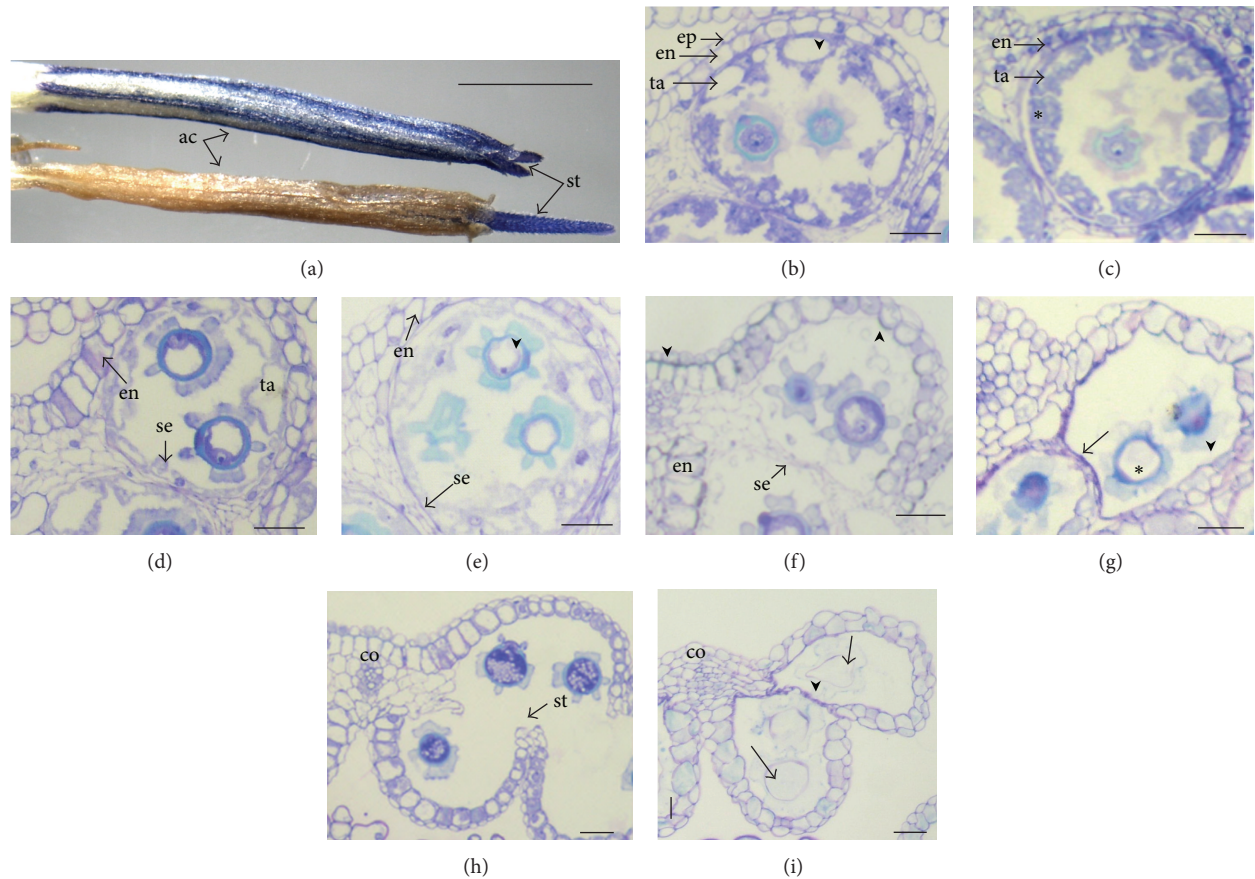 ac
st
(a)
ep
en
ta
(b)
en
ta
*
(c)
en
ta
se
(d)
en
se
(e)
en
se
(f)
*
(g)
co
st
(h)
co
(i)